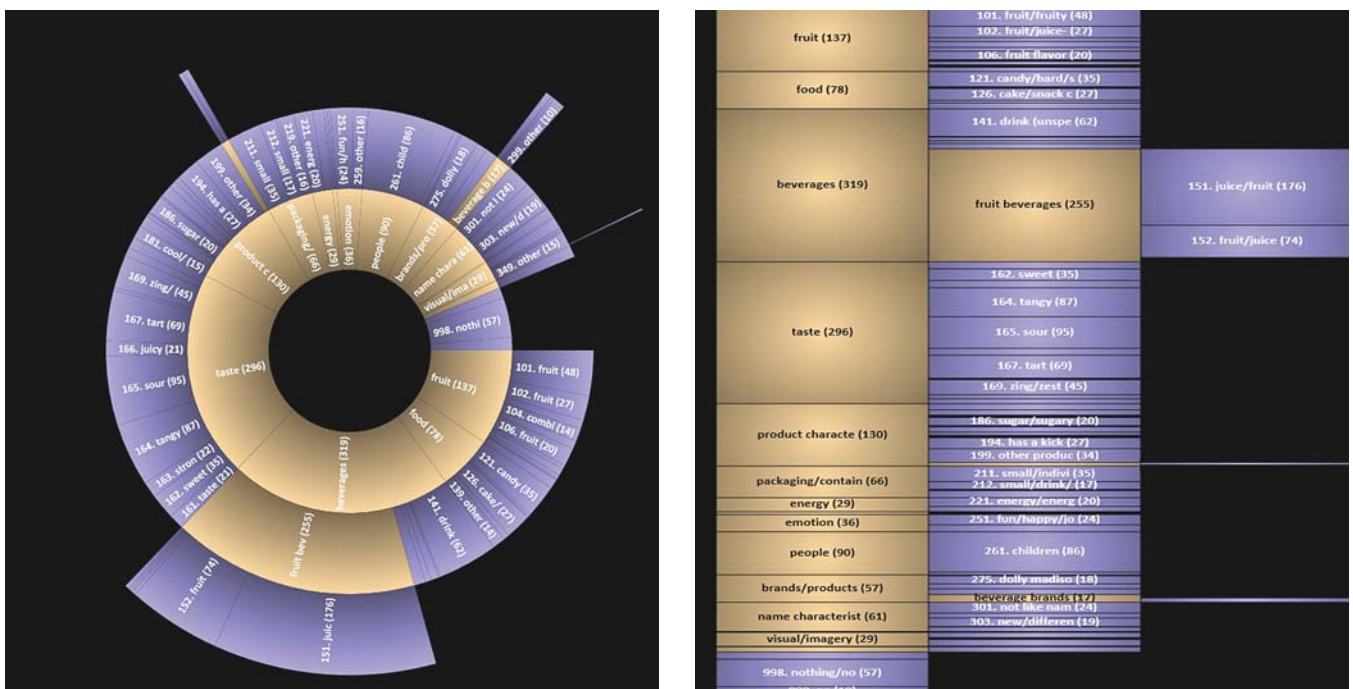 fruit (137)
food (78)
beverages (319)
taste (296)
product c (130)
packaging/ (66)
energy (29)
emotion (36)
people (90)
brands/pro (57)
name chara (61)
visual/ima (29)
998. nothi (57)
101. fruit (48)
102. fruit (27)
104. combi (14)
106. fruit (20)
121. candy (35)
126. cake/ (27)
139. other (14)
141. drink (62)
fruit bev (255)
151. juic (176)
152. fruit (74)
161. taste (21)
162. sweet (35)
163. stron (22)
164. tangy (87)
165. sour (95)
166. juicy (21)
167. tart (69)
169. zing/ (45)
181. cool/ (15)
186. sugar (20)
194. has a (27)
199. other (34)
211. small (35)
212. small (17)
219. other (16)
221. energ (20)
251. fun/h (24)
259. other (16)
261. child (86)
275. dolly (18)
beverage b (17)
299. other (10)
301. not l (24)
303. new/d (19)
349. other (15)
fruit (137)
food (78)
beverages (319)
taste (296)
product characte (130)
packaging/contain (66)
energy (29)
emotion (36)
people (90)
brands/products (57)
name characterist (61)
visual/imagery (29)
998. nothing/no (57)
101. fruit/fruity (48)
102. fruit/juice- (27)
106. fruit flavor (20)
121. candy/hard/s (35)
126. cake/snack c (27)
141. drink (unspe (62)
fruit beverages (255)
151. juice/fruit (176)
152. fruit/juice (74)
162. sweet (35)
164. tangy (87)
165. sour (95)
167. tart (69)
169. zing/zest (45)
186. sugar/sugary (20)
194. has a kick (27)
199. other produc (34)
211. small/indivi (35)
212. small/drink/ (17)
221. energy/energ (20)
251. fun/happy/jo (24)
261. children (86)
275. dolly madiso (18)
beverage brands (17)
301. not like nam (24)
303. new/differen (19)